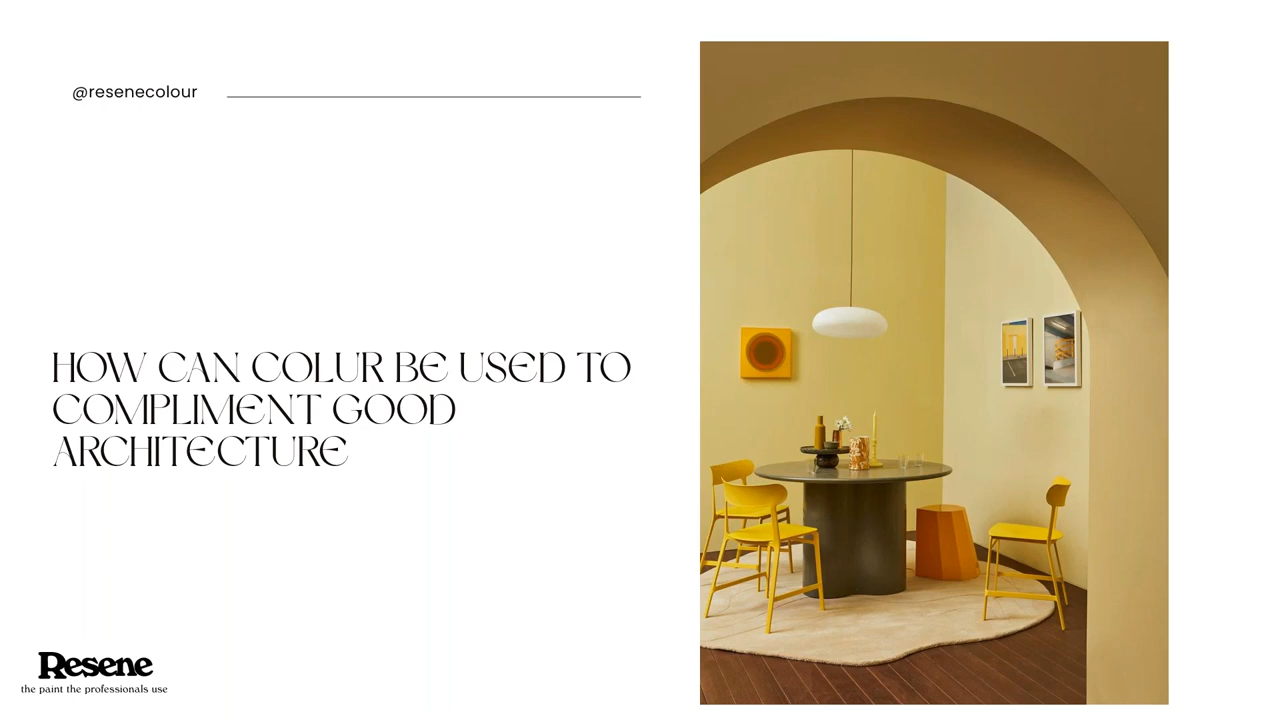 @resenecolour
HOW CAN COLUR BE USED TO
COMPLIMENT GOOD
ARCHITECTURE
Resene
the paint the professionals use